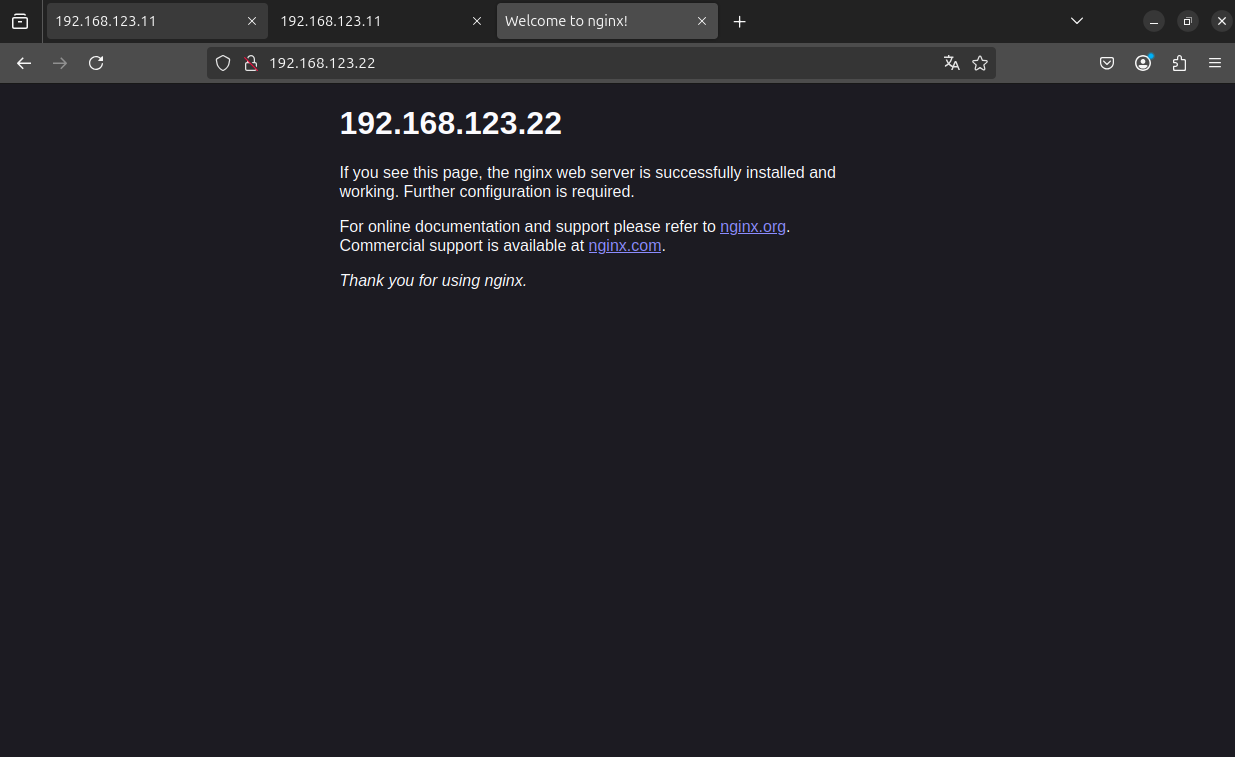 192.168.123.11
192.168.123.11
Welcome to nginx!
192.168.123.22
192.168.123.22
If you see this page, the nginx web server is successfully installed and
working. Further configuration is required.
For online documentation and support please refer to nginx.org.
Commercial support is available at nginx.com.
Thank you for using nginx.